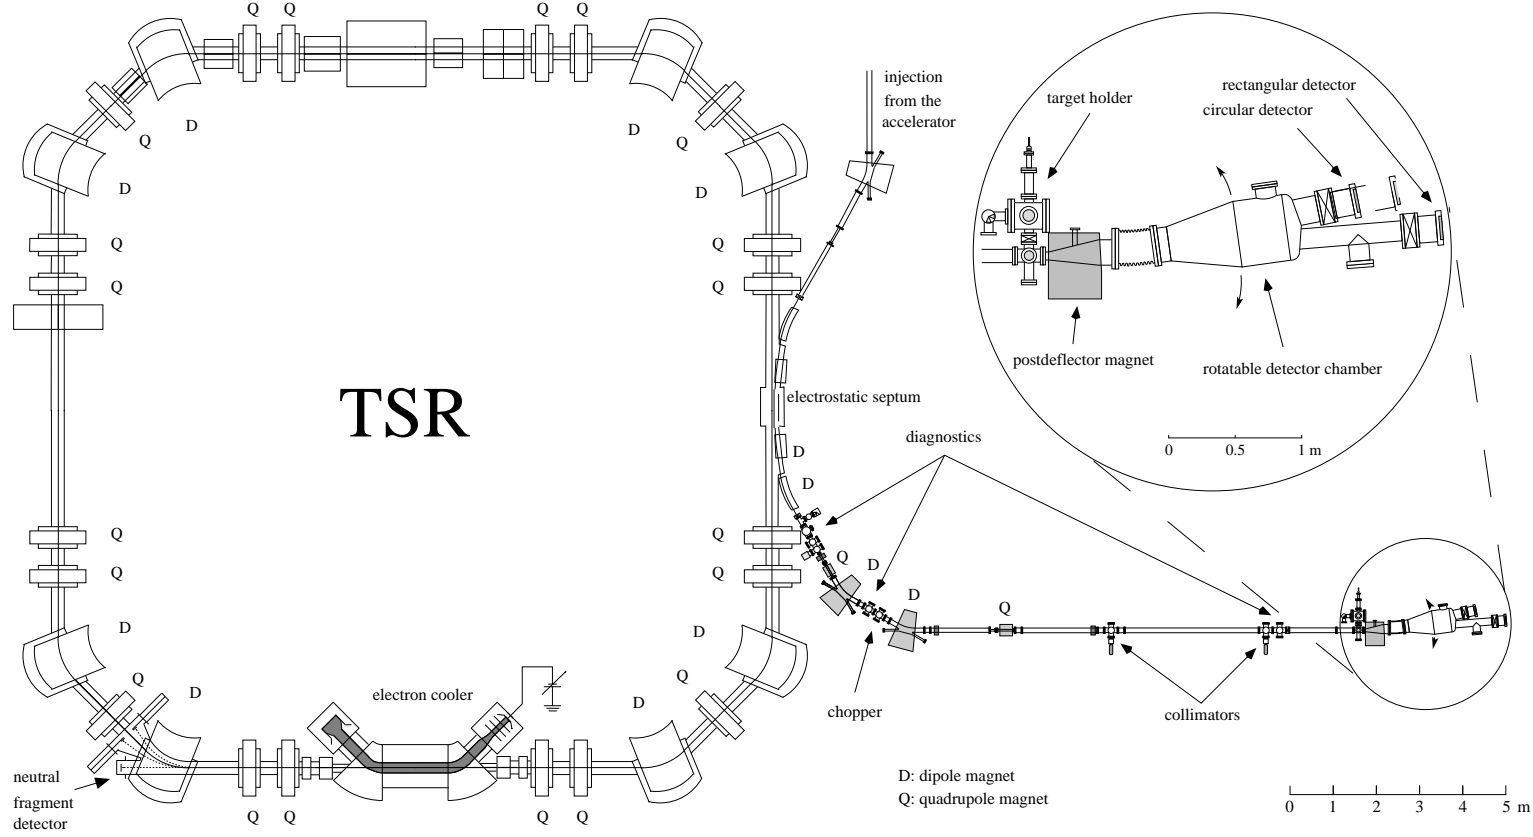 Q Q Q Q
injection
from the
accelerator
rectangular detector
circular detector
target holder
Q D D Q
D D
Q Q
Q Q
postdeflector magnet
rotatable detector chamber
TSR
electrostatic septum
diagnostics
0 0.5 1 m
D
D
Q Q
Q D
Q Q
D Q
D D
Q D
electron cooler
Q
D
chopper
collimators
neutral
fragment
detector
D: dipole magnet
Q: quadrupole magnet
0 1 2 3 4 5 m
Q Q Q Q